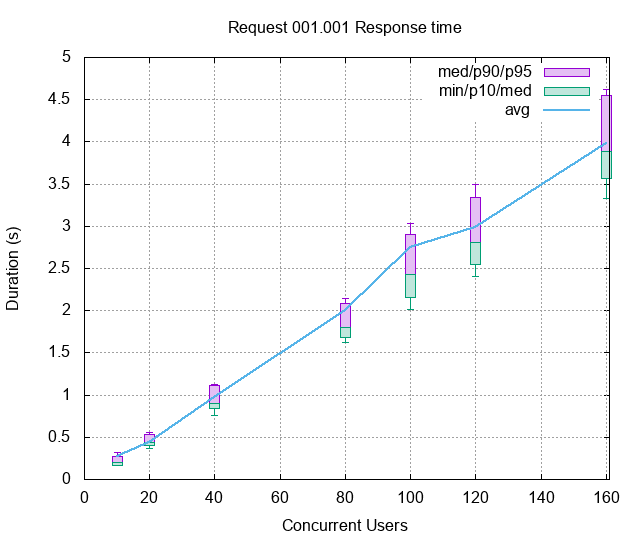 Request 001.001 Response time
5
4.5
4
3.5
3
2.5
2
1.5
1
0.5
0
Duration (s)
med/p90/p95
min/p10/med
avg
0 20 40 60 80 100 120 140 160
Concurrent Users